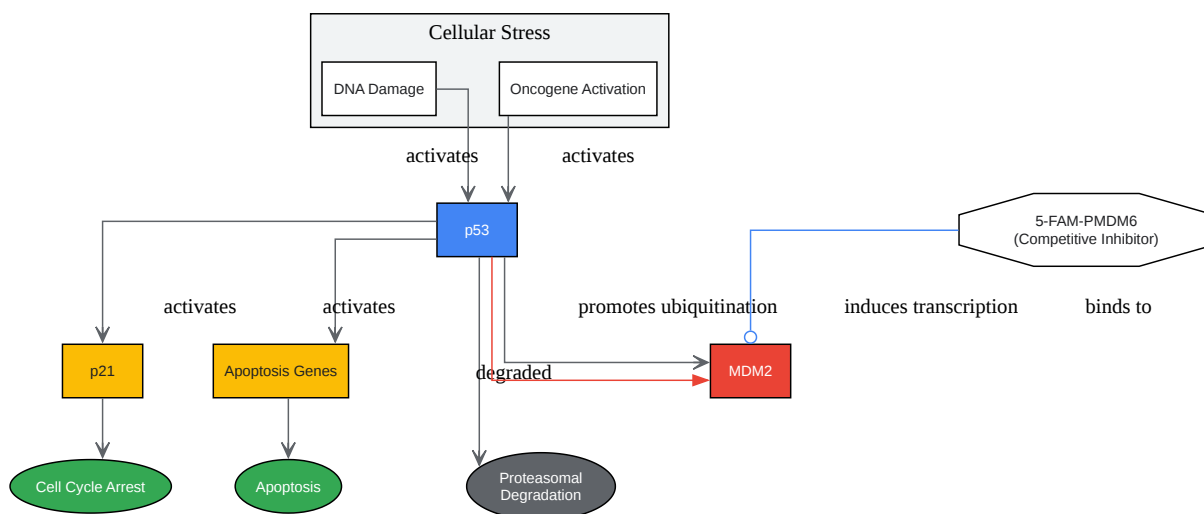 Cellular Stress
DNA Damage
Oncogene Activation
activates
activates
p53
5-FAM-PMDM6
(Competitive Inhibitor)
activates
activates
promotes ubiquitination
induces transcription
binds to
p21
Apoptosis Genes
degraded
MDM2
Cell Cycle Arrest
Apoptosis
Proteasomal
Degradation